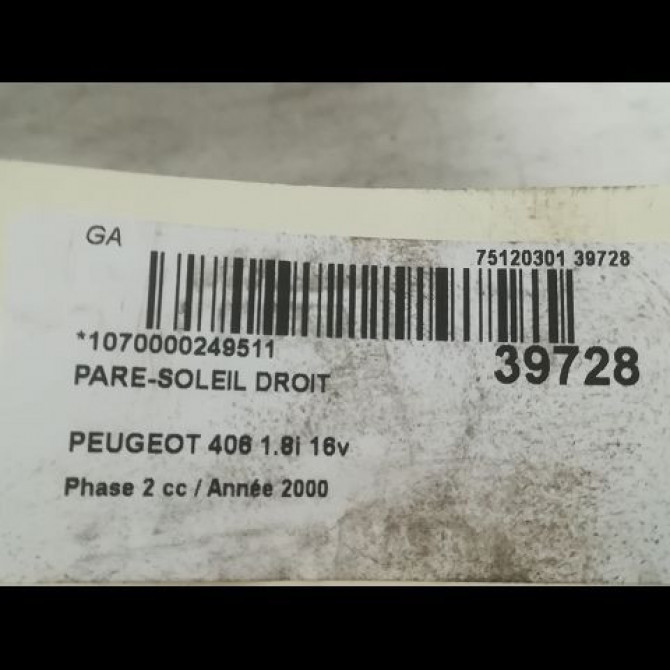 GA
75120301 39728
*1070000249511
39728
PARE-SOLEIL DROIT
PEUGEOT 406 1.8i 16v
Phase 2 cc / Année 2000